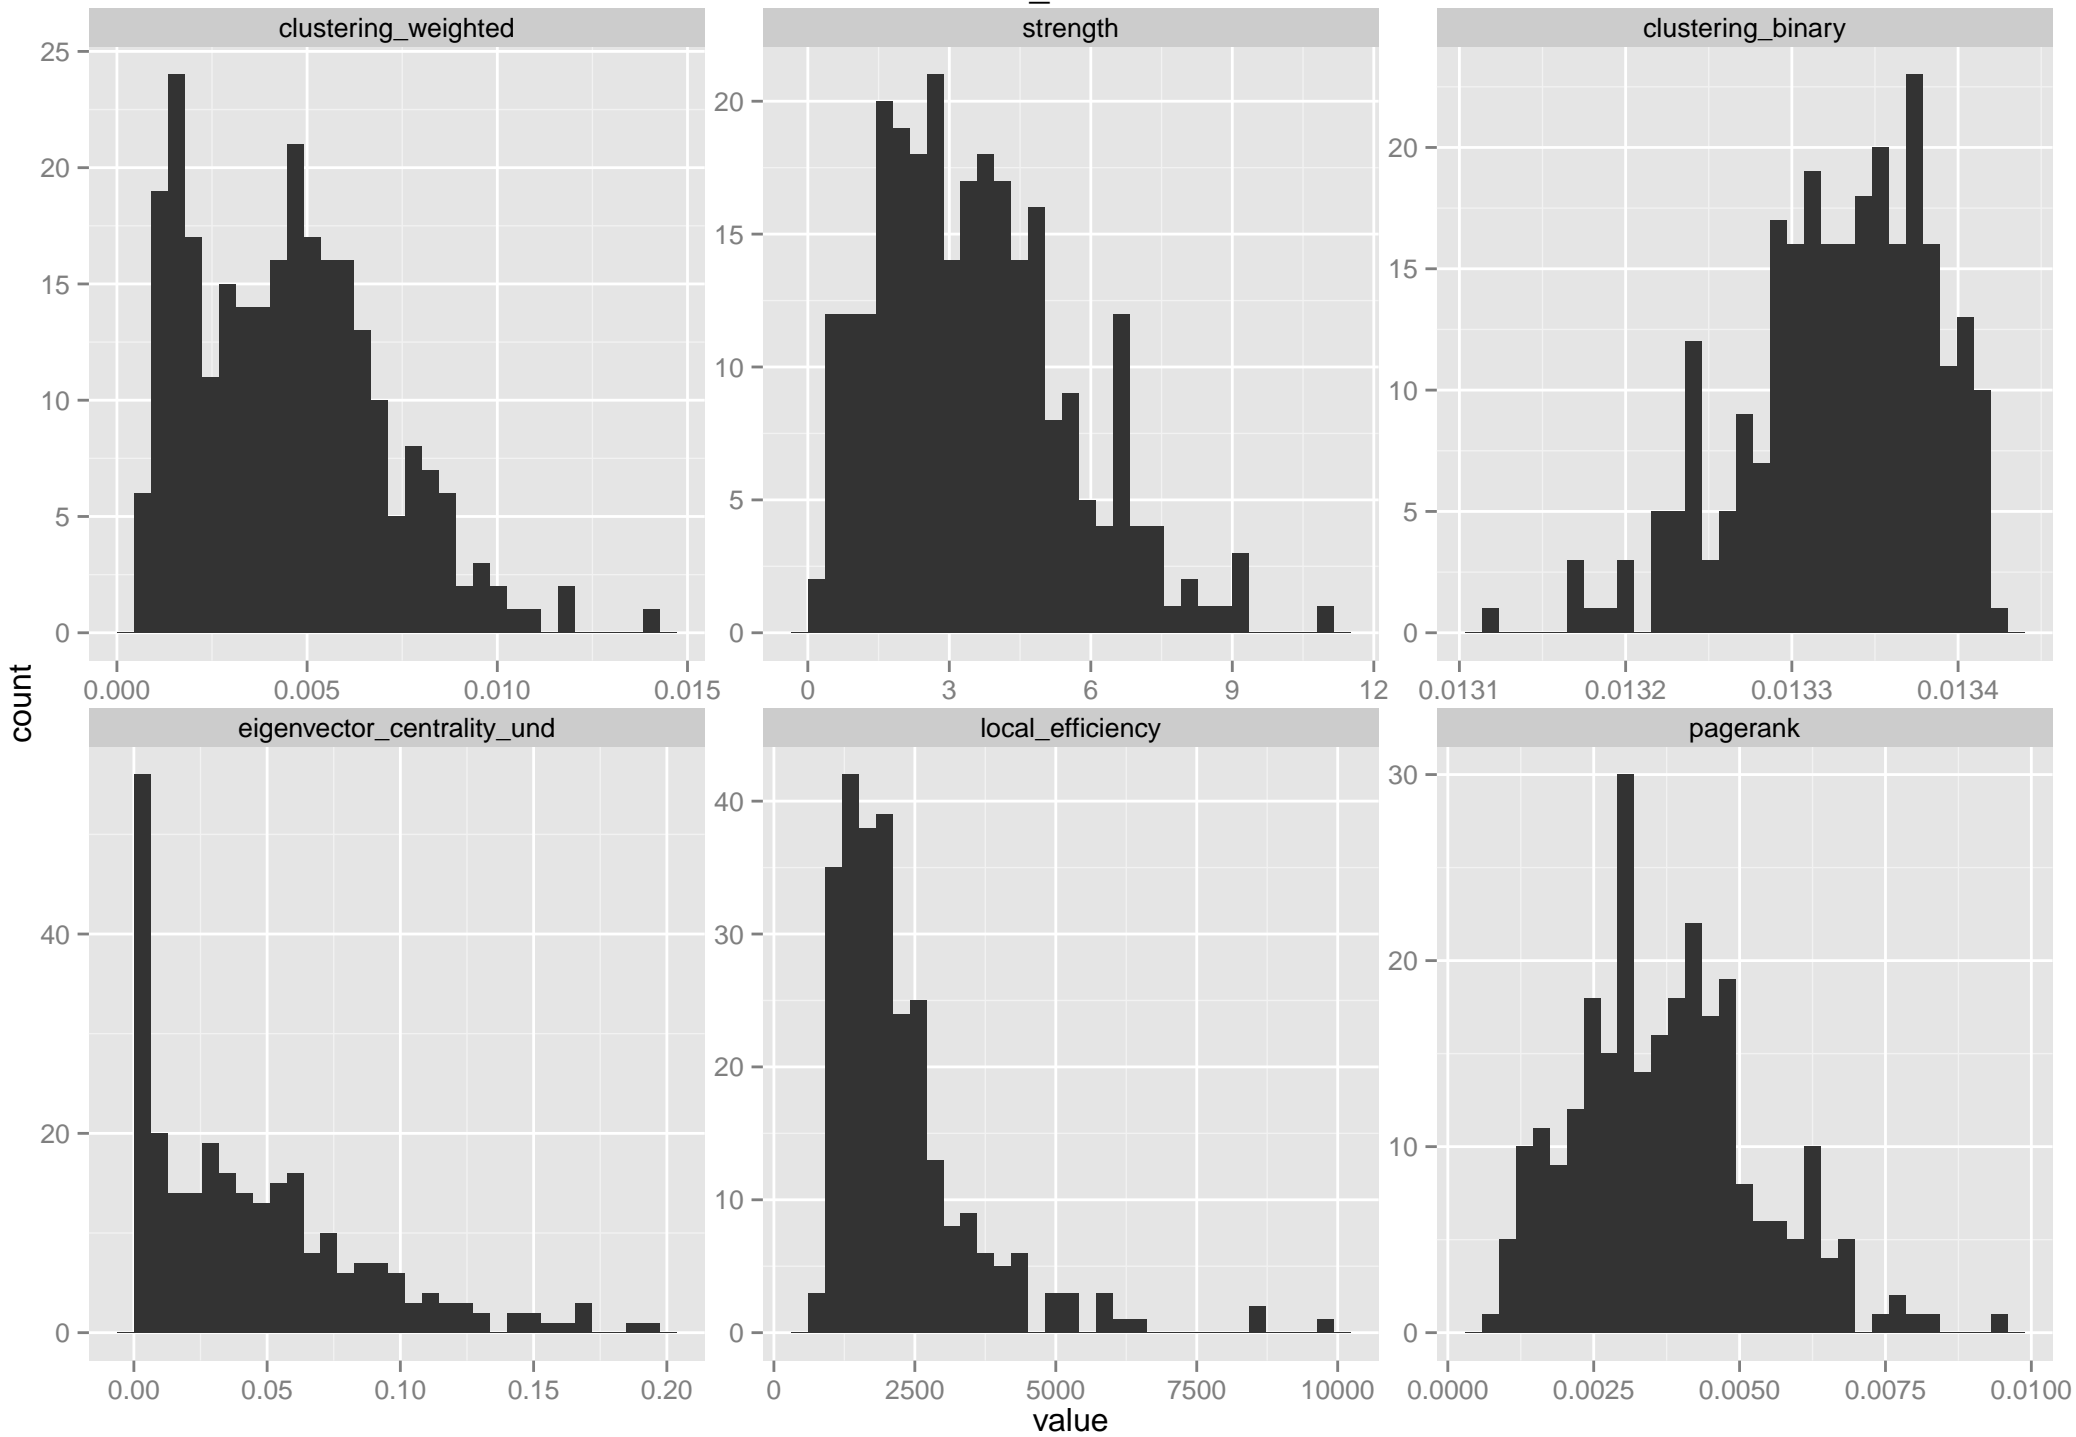 clustering_weighted
strength
clustering_binary
25
20
15
10
5
0
0.000 0.005 0.010 0.015
20
15
10
5
0
0 3 6 9 12
20
15
10
5
0
0.0131 0.0132 0.0133 0.0134
count
eigenvector_centrality_und
local_efficiency
pagerank
40
20
0
0.00 0.05 0.10 0.15 0.20
40
30
20
10
0
0 2500 5000 7500 10000
30
20
10
0
0.0000 0.0025 0.0050 0.0075 0.0100
value